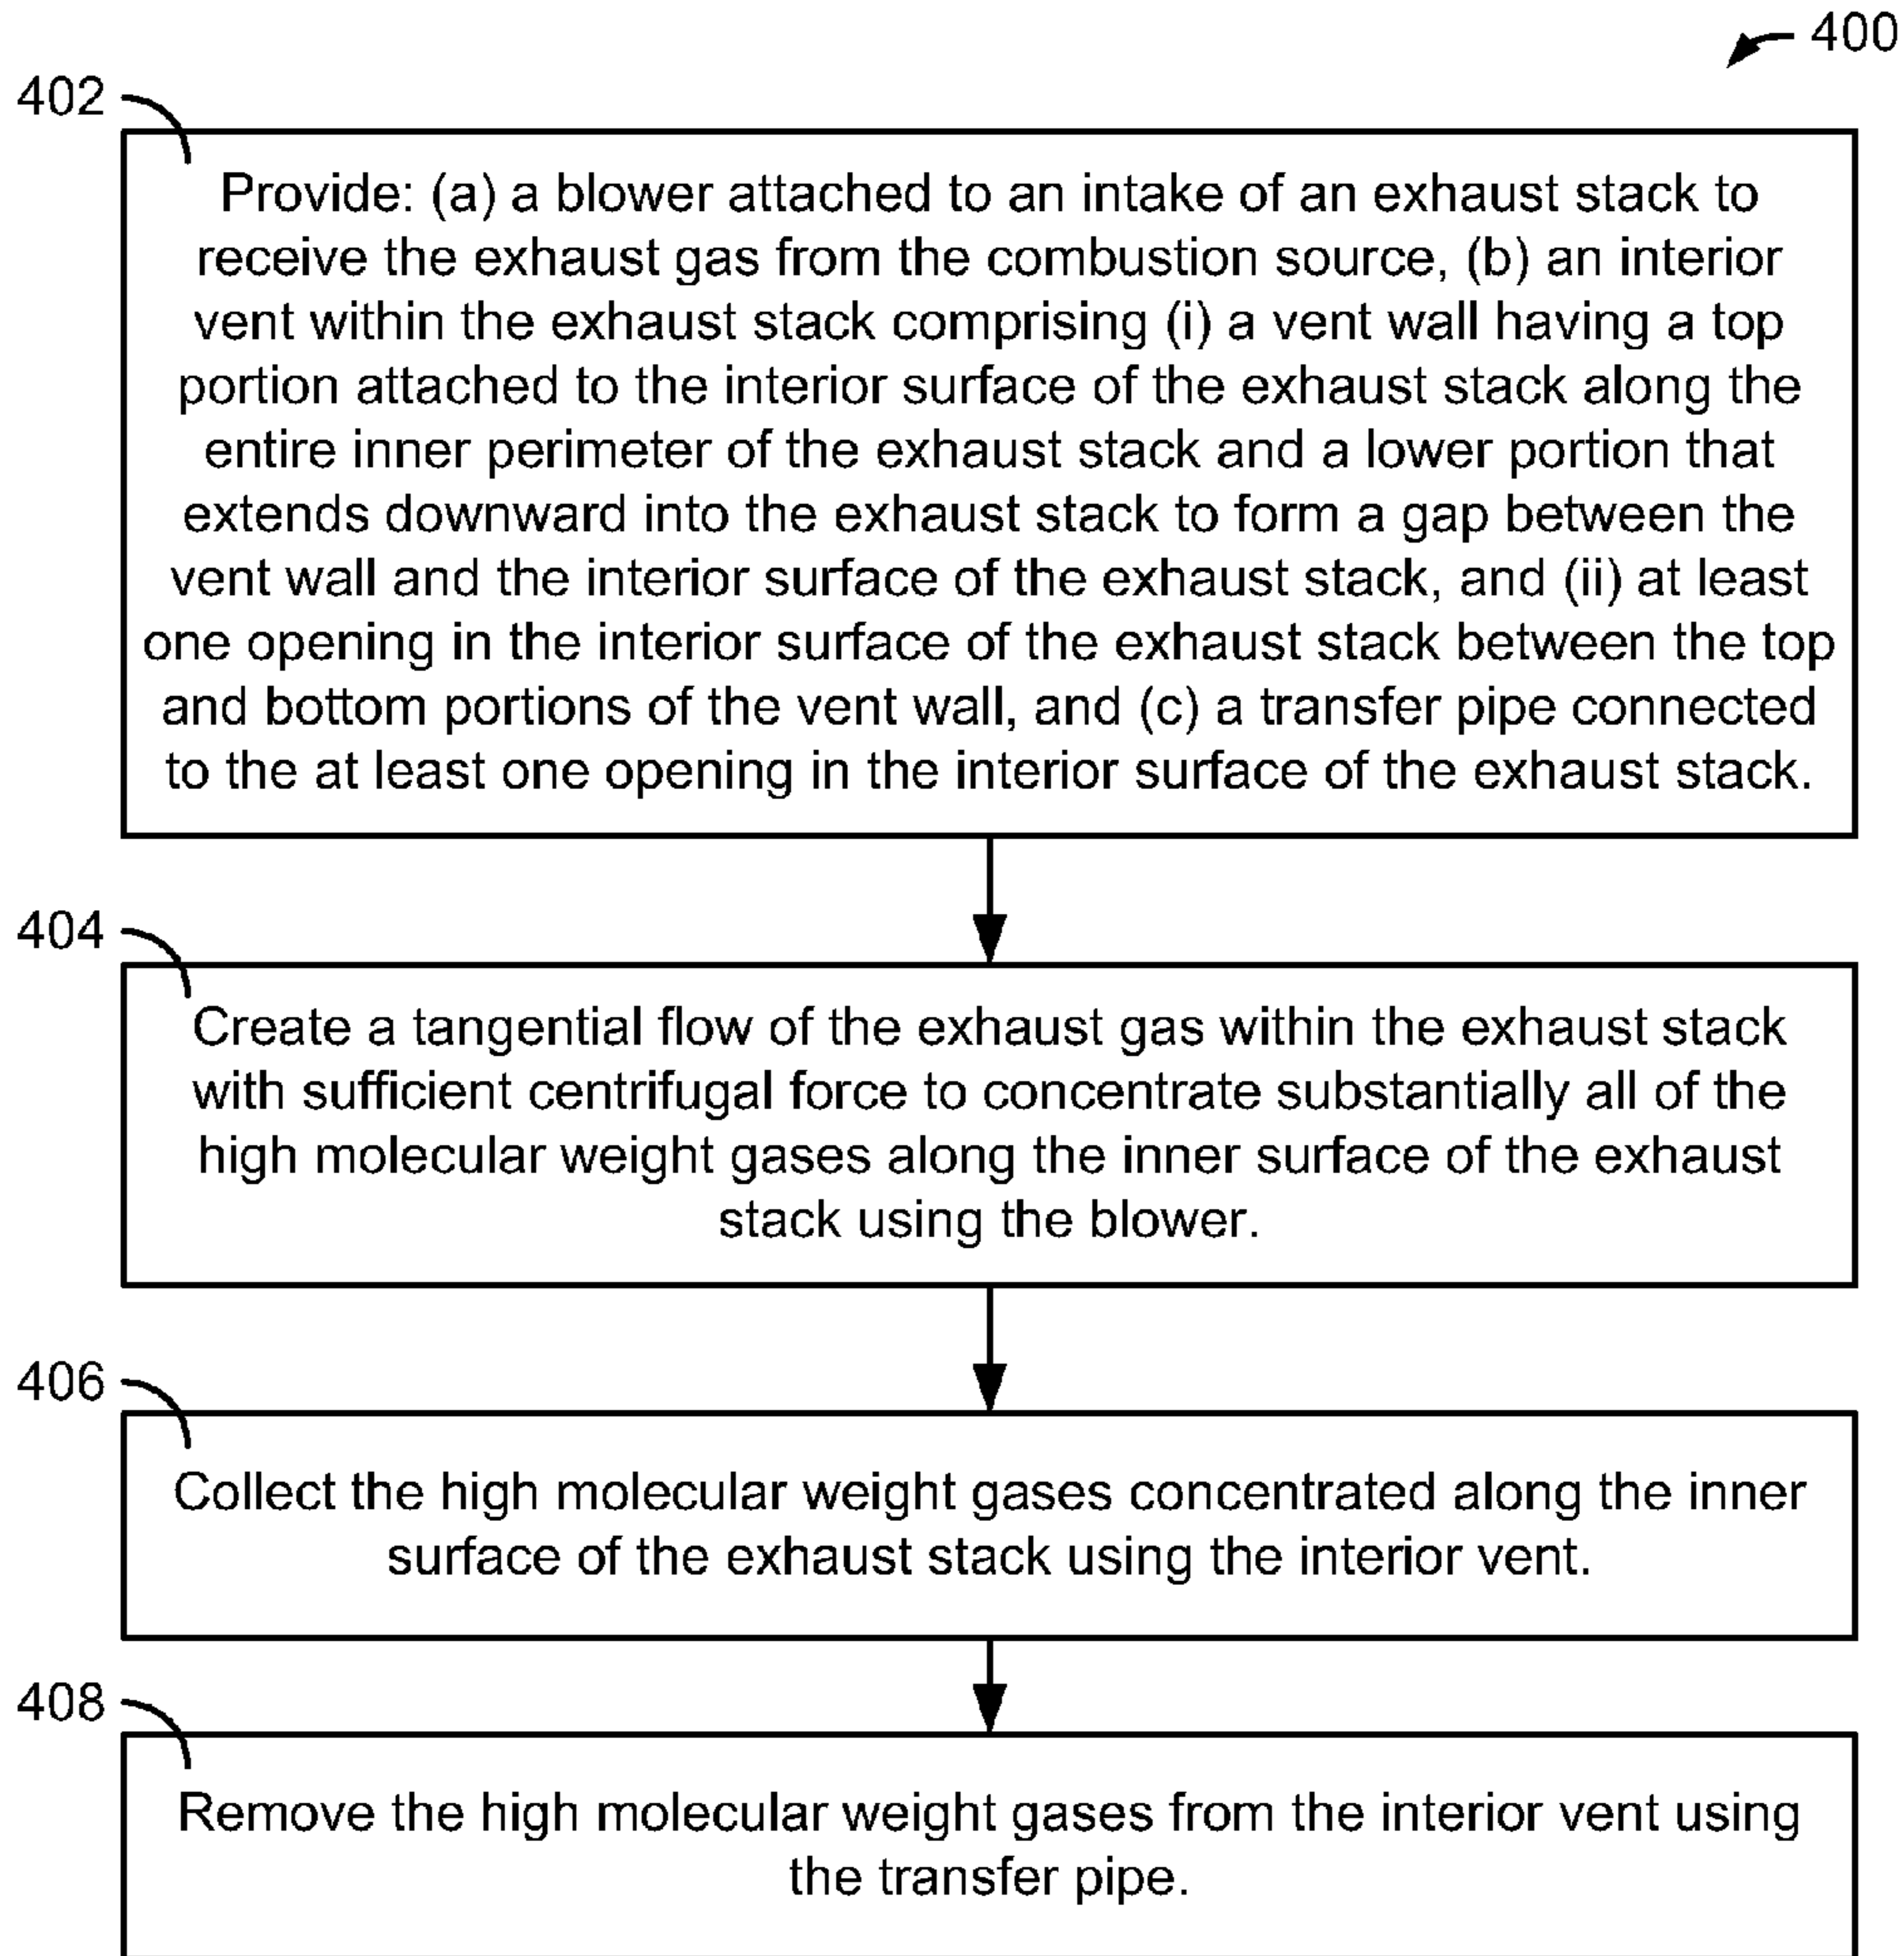 400
402
Provide: (a) a blower attached to an intake of an exhaust stack to
receive the exhaust gas from the combustion source, (b) an interior
vent within the exhaust stack comprising (i) a vent wall having a top
portion attached to the interior surface of the exhaust stack along the
entire inner perimeter of the exhaust stack and a lower portion that
extends downward into the exhaust stack to form a gap between the
vent wall and the interior surface of the exhaust stack, and (ii) at least
one opening in the interior surface of the exhaust stack between the top
and bottom portions of the vent wall, and (c) a transfer pipe connected
to the at least one opening in the interior surface of the exhaust stack.
404
Create a tangential flow of the exhaust gas within the exhaust stack
with sufficient centrifugal force to concentrate substantially all of the
high molecular weight gases along the inner surface of the exhaust
stack using the blower.
406
Collect the high molecular weight gases concentrated along the inner
surface of the exhaust stack using the interior vent.
408
Remove the high molecular weight gases from the interior vent using
the transfer pipe.